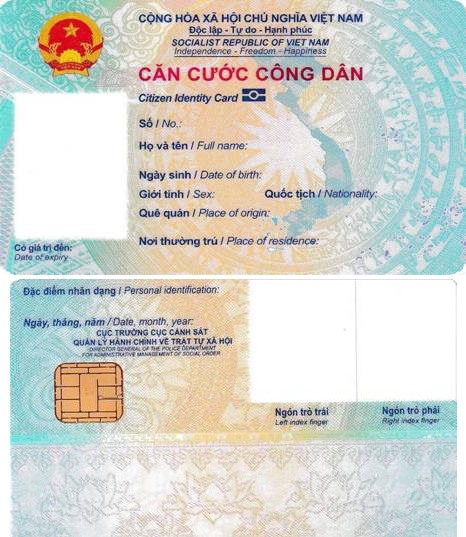 CỘNG HÒA XÃ HỘI CHỦ NGHĨA VIỆT NAM
Độc lập - Tự do - Hạnh phúc
SOCIALIST REPUBLIC OF VIET NAM
Independence - Freedom - Happiness
CĂN CƯỚC CÔNG DÂN
Citizen Identity Card
Số / No.:
Họ và tên / Full name:
Ngày sinh / Date of birth:
Giới tính / Sex: Quốc tịch / Nationality:
Quê quán / Place of origin:
Nơi thường trú / Place of residence:
Có giá trị đến:
Date of expiry
Đặc điểm nhân dạng / Personal identification:
Ngày, tháng, năm / Date, month, year:
CỤC TRƯỞNG CỤC CẢNH SÁT
QUẢN LÝ HÀNH CHÍNH VỀ TRẬT TỰ XÃ HỘI
DIRECTOR GENERAL OF THE POLICE DEPARTMENT
FOR ADMINISTRATIVE MANAGEMENT OF SOCIAL ORDER
Ngón trỏ trái Ngón trỏ phải
Left index finger Right index finger